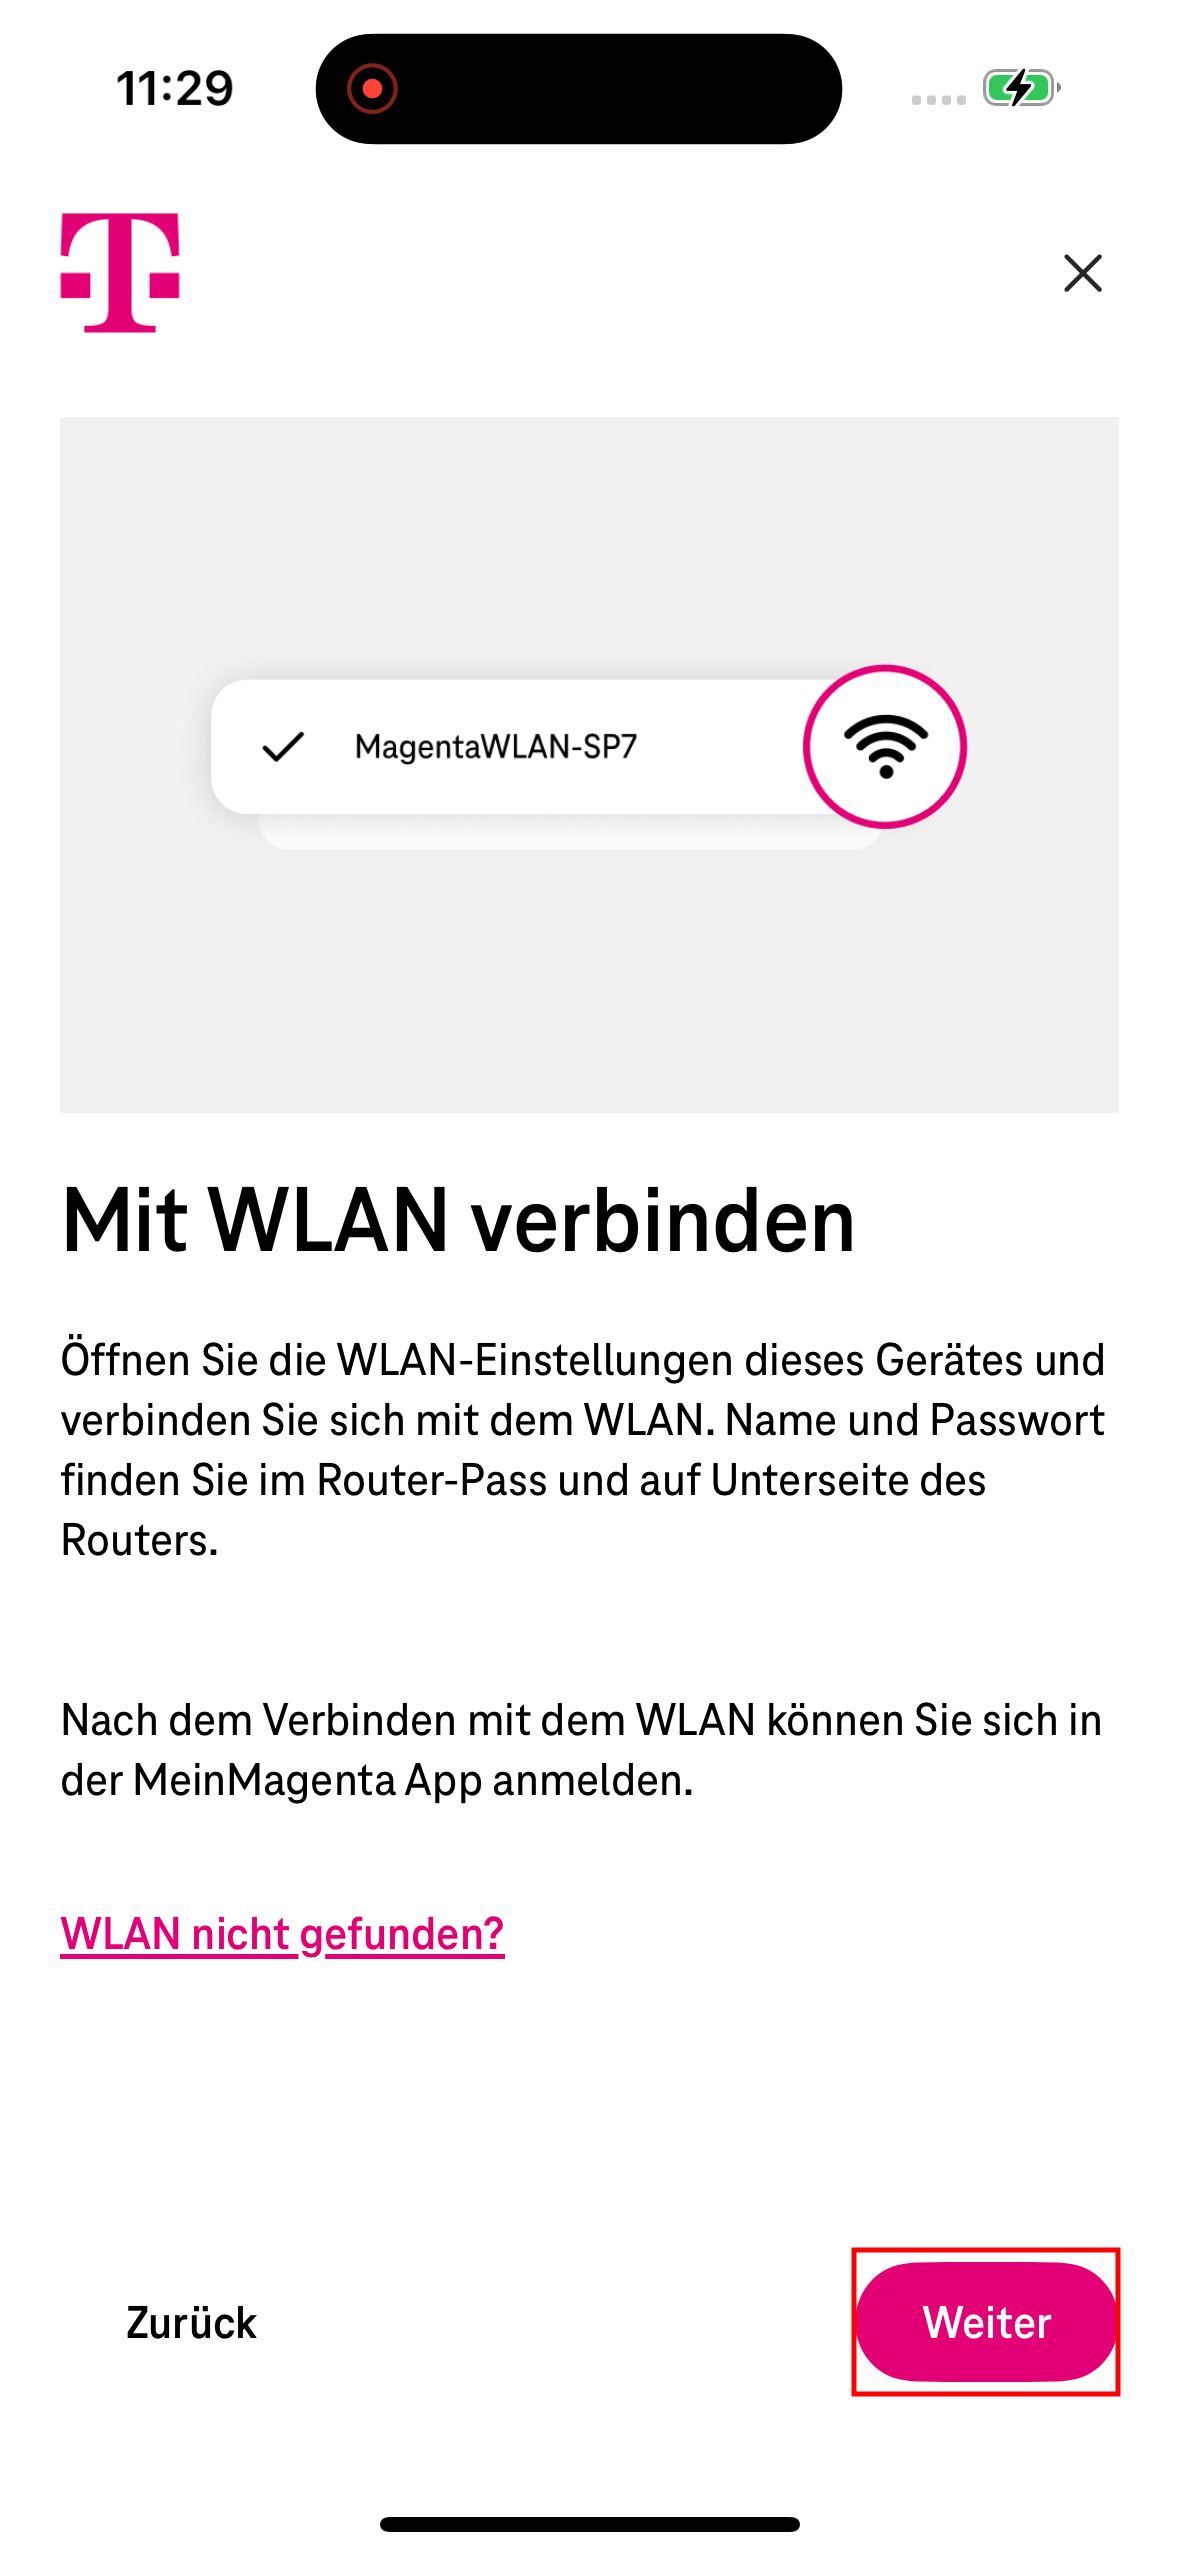 11:29
T
MagentaWLAN-SP7
Mit WLAN verbinden
Öffnen Sie die WLAN-Einstellungen dieses Gerätes und
verbinden Sie sich mit dem WLAN. Name und Passwort
finden Sie im Router-Pass und auf Unterseite des
Routers.
Nach dem Verbinden mit dem WLAN können Sie sich in
der MeinMagenta App anmelden.
WLAN nicht gefunden?
Zurück
Weiter